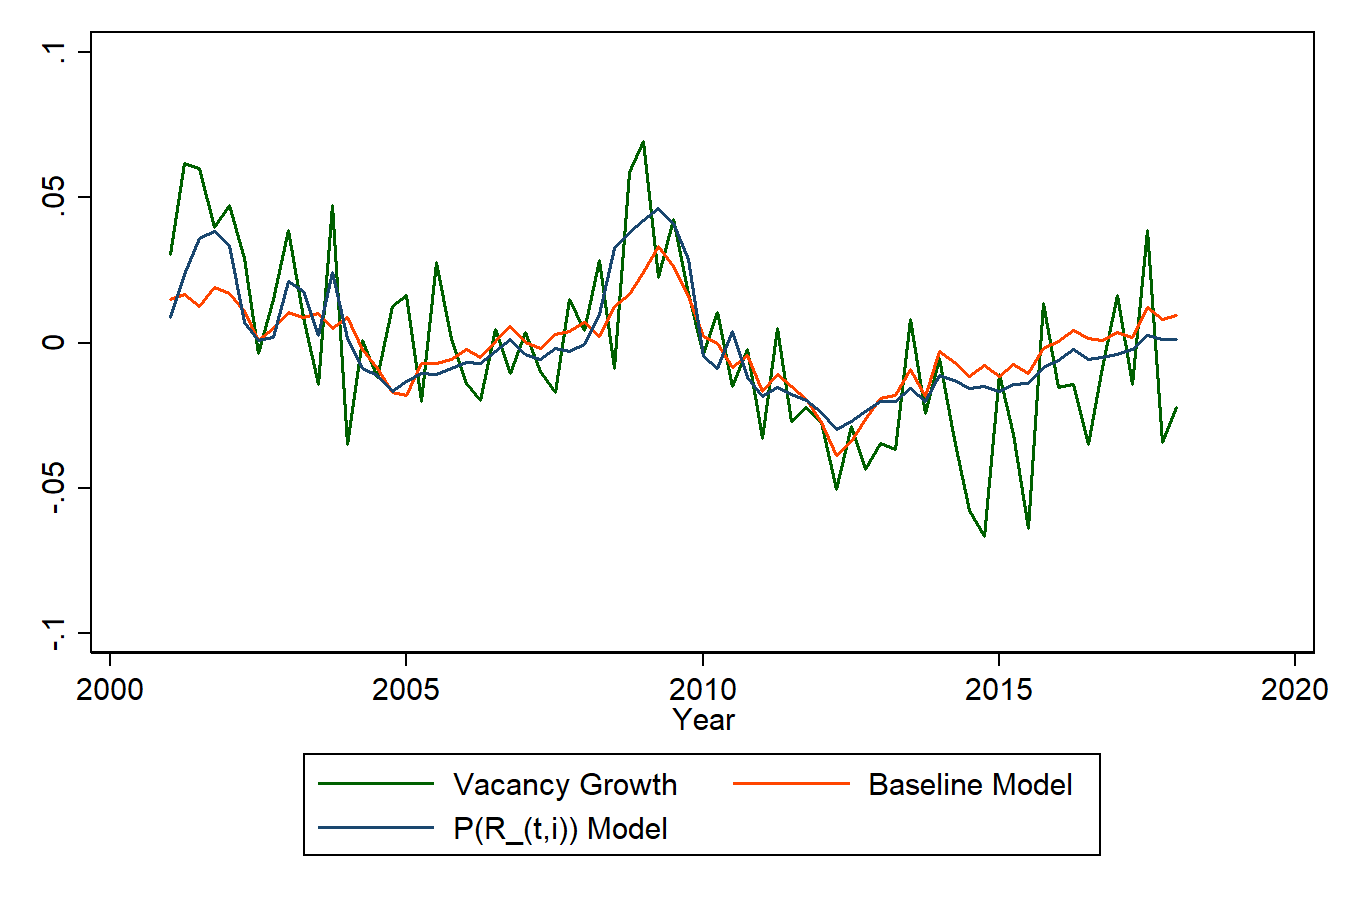 .1
.05
0
-.05
-.1
2000 2005 2010 2015 2020
Year
Vacancy Growth Baseline Model
P(R_(t,i)) Model